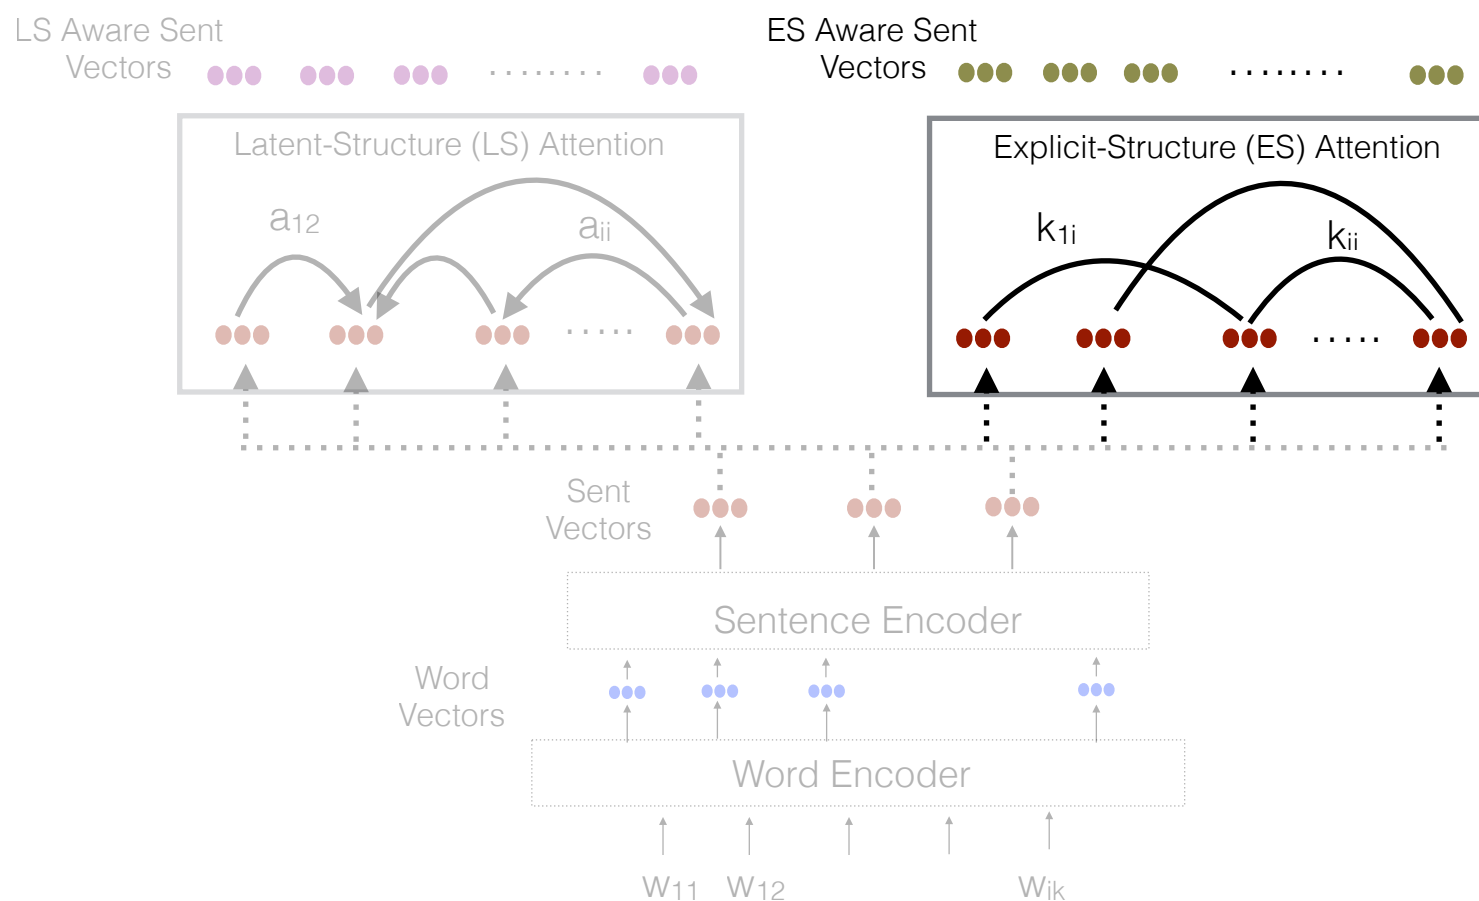 LS Aware Sent
Vectors
........
ES Aware Sent
Vectors
........
Latent-Structure (LS) Attention
a12
aii
.....
Explicit-Structure (ES) Attention
k1i
kii
.....
Sent
Vectors
Sentence Encoder
Word
Vectors
Word Encoder
w11 w12 wik